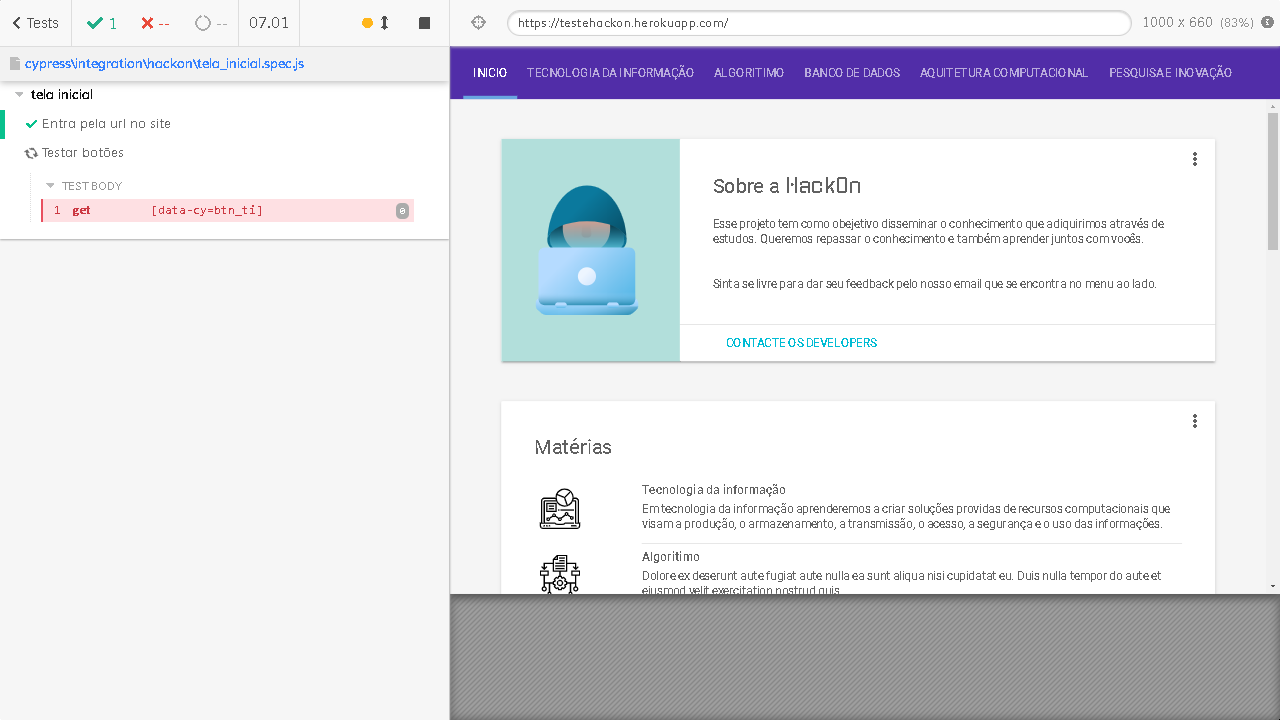 Tests
1
--
--
07.01
https://testehackon.herokuapp.com/
1000 x 660 (83%)
cypress\integration\hackon\tela_inicial.spec.js
tela inicial
Entra pela url no site
Testar botões
TEST BODY
1 get [data-cy=btn_ti] 0
INICIO TECNOLOGIA DA INFORMAÇÃO ALGORITIMO BANCO DE DADOS AQUITETURA COMPUTACIONAL PESQUISA E INOVAÇÃO
Sobre a HackOn
Esse projeto tem como obejetivo disseminar o conhecimento que adiquirimos através de
estudos. Queremos repassar o conhecimento e também aprender juntos com vocês.
Sinta se livre para dar seu feedback pelo nosso email que se encontra no menu ao lado.
CONTACTE OS DEVELOPERS
Matérias
Tecnologia da informação
Em tecnologia da informação aprenderemos a criar soluções providas de recursos computacionais que
visam a produção, o armazenamento, a transmissão, o acesso, a segurança e o uso das informações.
Algoritimo
Dolore ex deserunt aute fugiat aute nulla ea sunt aliqua nisi cupidatat eu. Duis nulla tempor do aute et
eiusmod velit exercitation nostrud quis